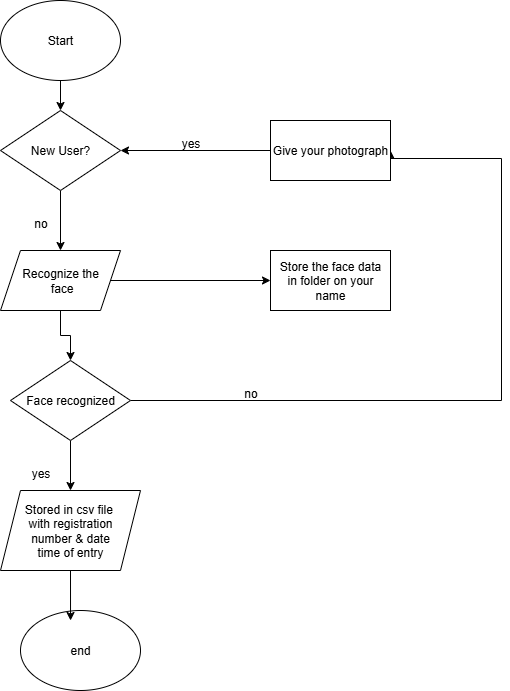 Start
New User?
yes
Give your photograph
no
Recognize the
face
Store the face data
in folder on your
name
Face recognized
no
yes
Stored in csv file
with registration
number & date
time of entry
end